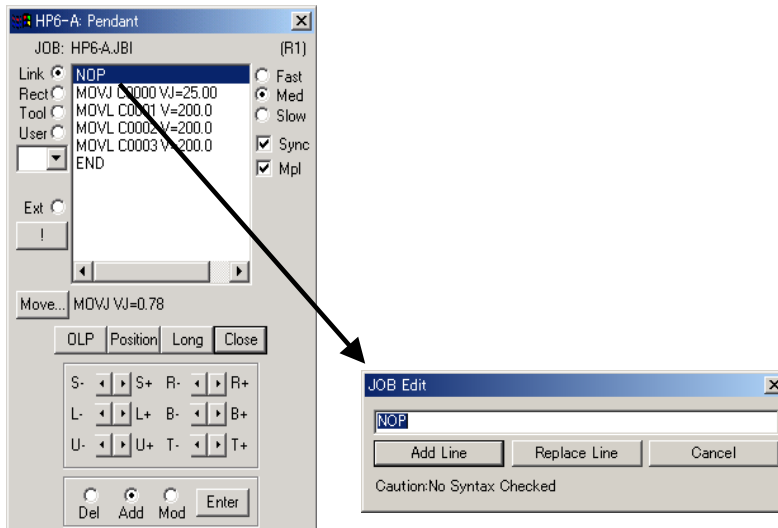 HP6-A: Pendant
JOB: HP6-A.JBI (R1)
Link
Rect
Tool
User
Ext
!
NOP
MOVJ C0000 VJ=25.00
MOVL C0001 V=200.0
MOVL C0002 V=200.0
MOVL C0003 V=200.0
END
Fast
Med
Slow
Sync
Mpl
Move... MOVJ VJ=0.78
OLP Position Long Close
S- S+ R- R+
L- L+ B- B+
U- U+ T- T+
Del Add Mod Enter
JOB Edit
NOP
Add Line Replace Line Cancel
Caution:No Syntax Checked